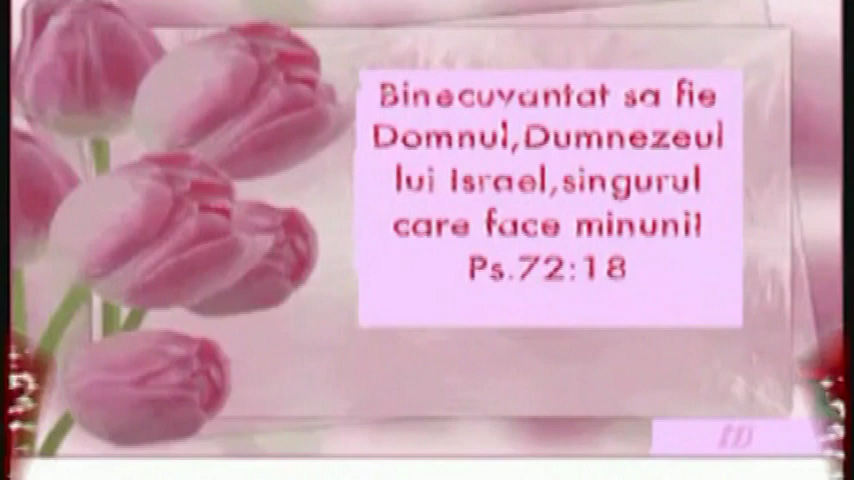 Binecuvantat sa fie
Domnul,Dumnezeul
lui Israel,singurul
care face minuni!
Ps.72:18